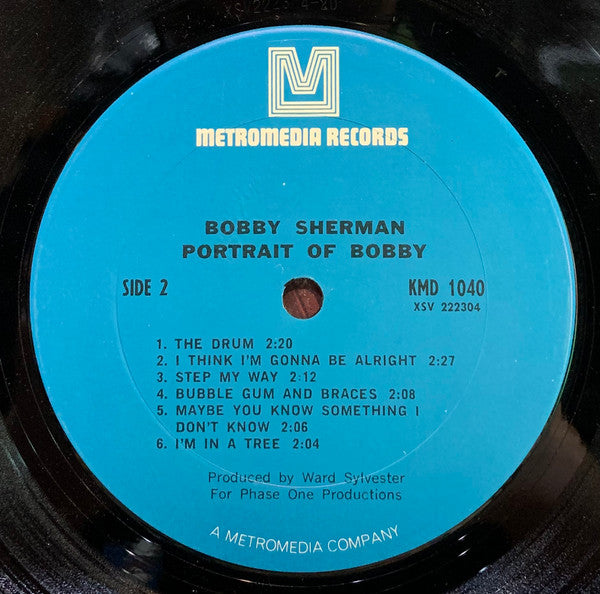 METROMEDIA RECORDS
BOBBY SHERMAN
PORTRAIT OF BOBBY
SIDE 2
KMD 1040
XSV 222304
1. THE DRUM 2:20
2. I THINK I'M GONNA BE ALRIGHT 2:27
3. STEP MY WAY 2:12
4. BUBBLE GUM AND BRACES 2:08
5. MAYBE YOU KNOW SOMETHING I
DON'T KNOW 2:06
6. I'M IN A TREE 2:04
Produced by Ward Sylvester
For Phase One Productions
A METROMEDIA COMPANY